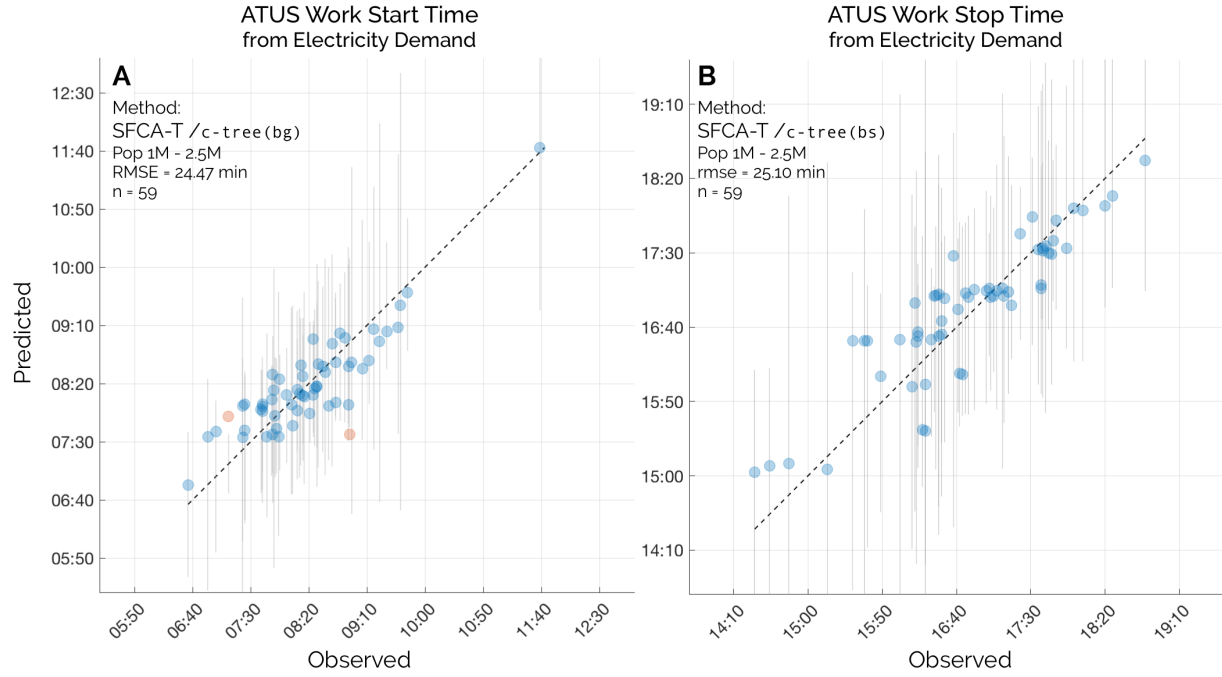 ATUS Work Start Time
from Electricity Demand
A
Method:
SFCA-T /c-tree(bg)
Pop 1M - 2.5M
RMSE = 24.47 min
n = 59
12:30
11:40
10:50
10:00
09:10
08:20
07:30
06:40
05:50
Predicted
05:50
06:40
07:30
08:20
09:10
10:00
10:50
11:40
12:30
Observed
ATUS Work Stop Time
from Electricity Demand
B
Method:
SFCA-T /c-tree(bs)
Pop 1M - 2.5M
rmse = 25.10 min
n = 59
19:10
18:20
17:30
16:40
15:50
15:00
14:10
14:10
15:00
15:50
16:40
17:30
18:20
19:10
Observed